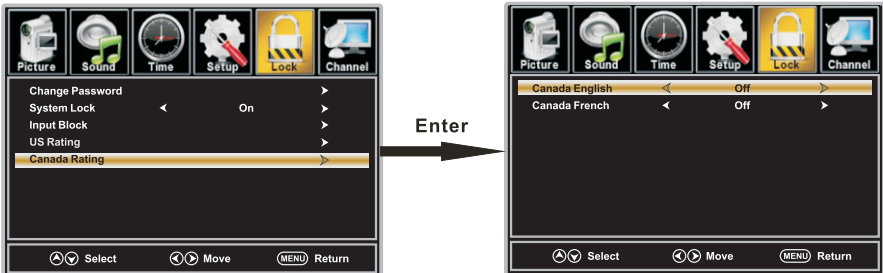 Picture Sound Time Setup Lock Channel
Change Password
System Lock On
Input Block
US Rating
Canada Rating
Select Move MENU Return
Enter
Picture Sound Time Setup Lock Channel
Canada English Off
Canada French Off
Select Move MENU Return